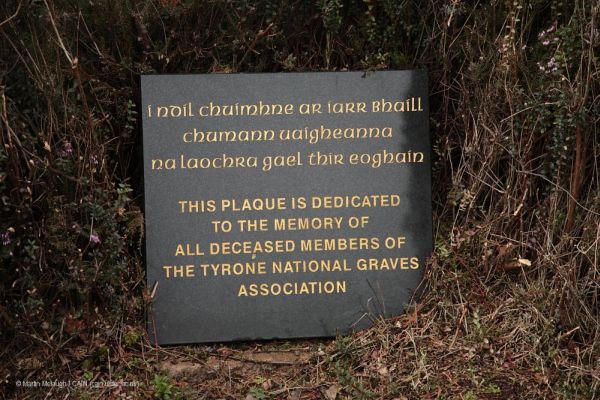 i ndil chuimhne ar iarr bhaill
chumann uaigheanna
na laochra gael thír eoghain
THIS PLAQUE IS DEDICATED
TO THE MEMORY OF
ALL DECEASED MEMBERS OF
THE TYRONE NATIONAL GRAVES
ASSOCIATION
© Martin Melaugh / CAIN